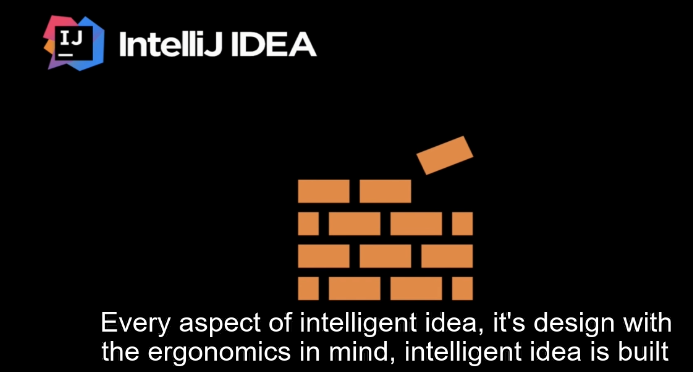 IJ
IntelliJ IDEA
Every aspect of intelligent idea, it's design with
the ergonomics in mind, intelligent idea is built